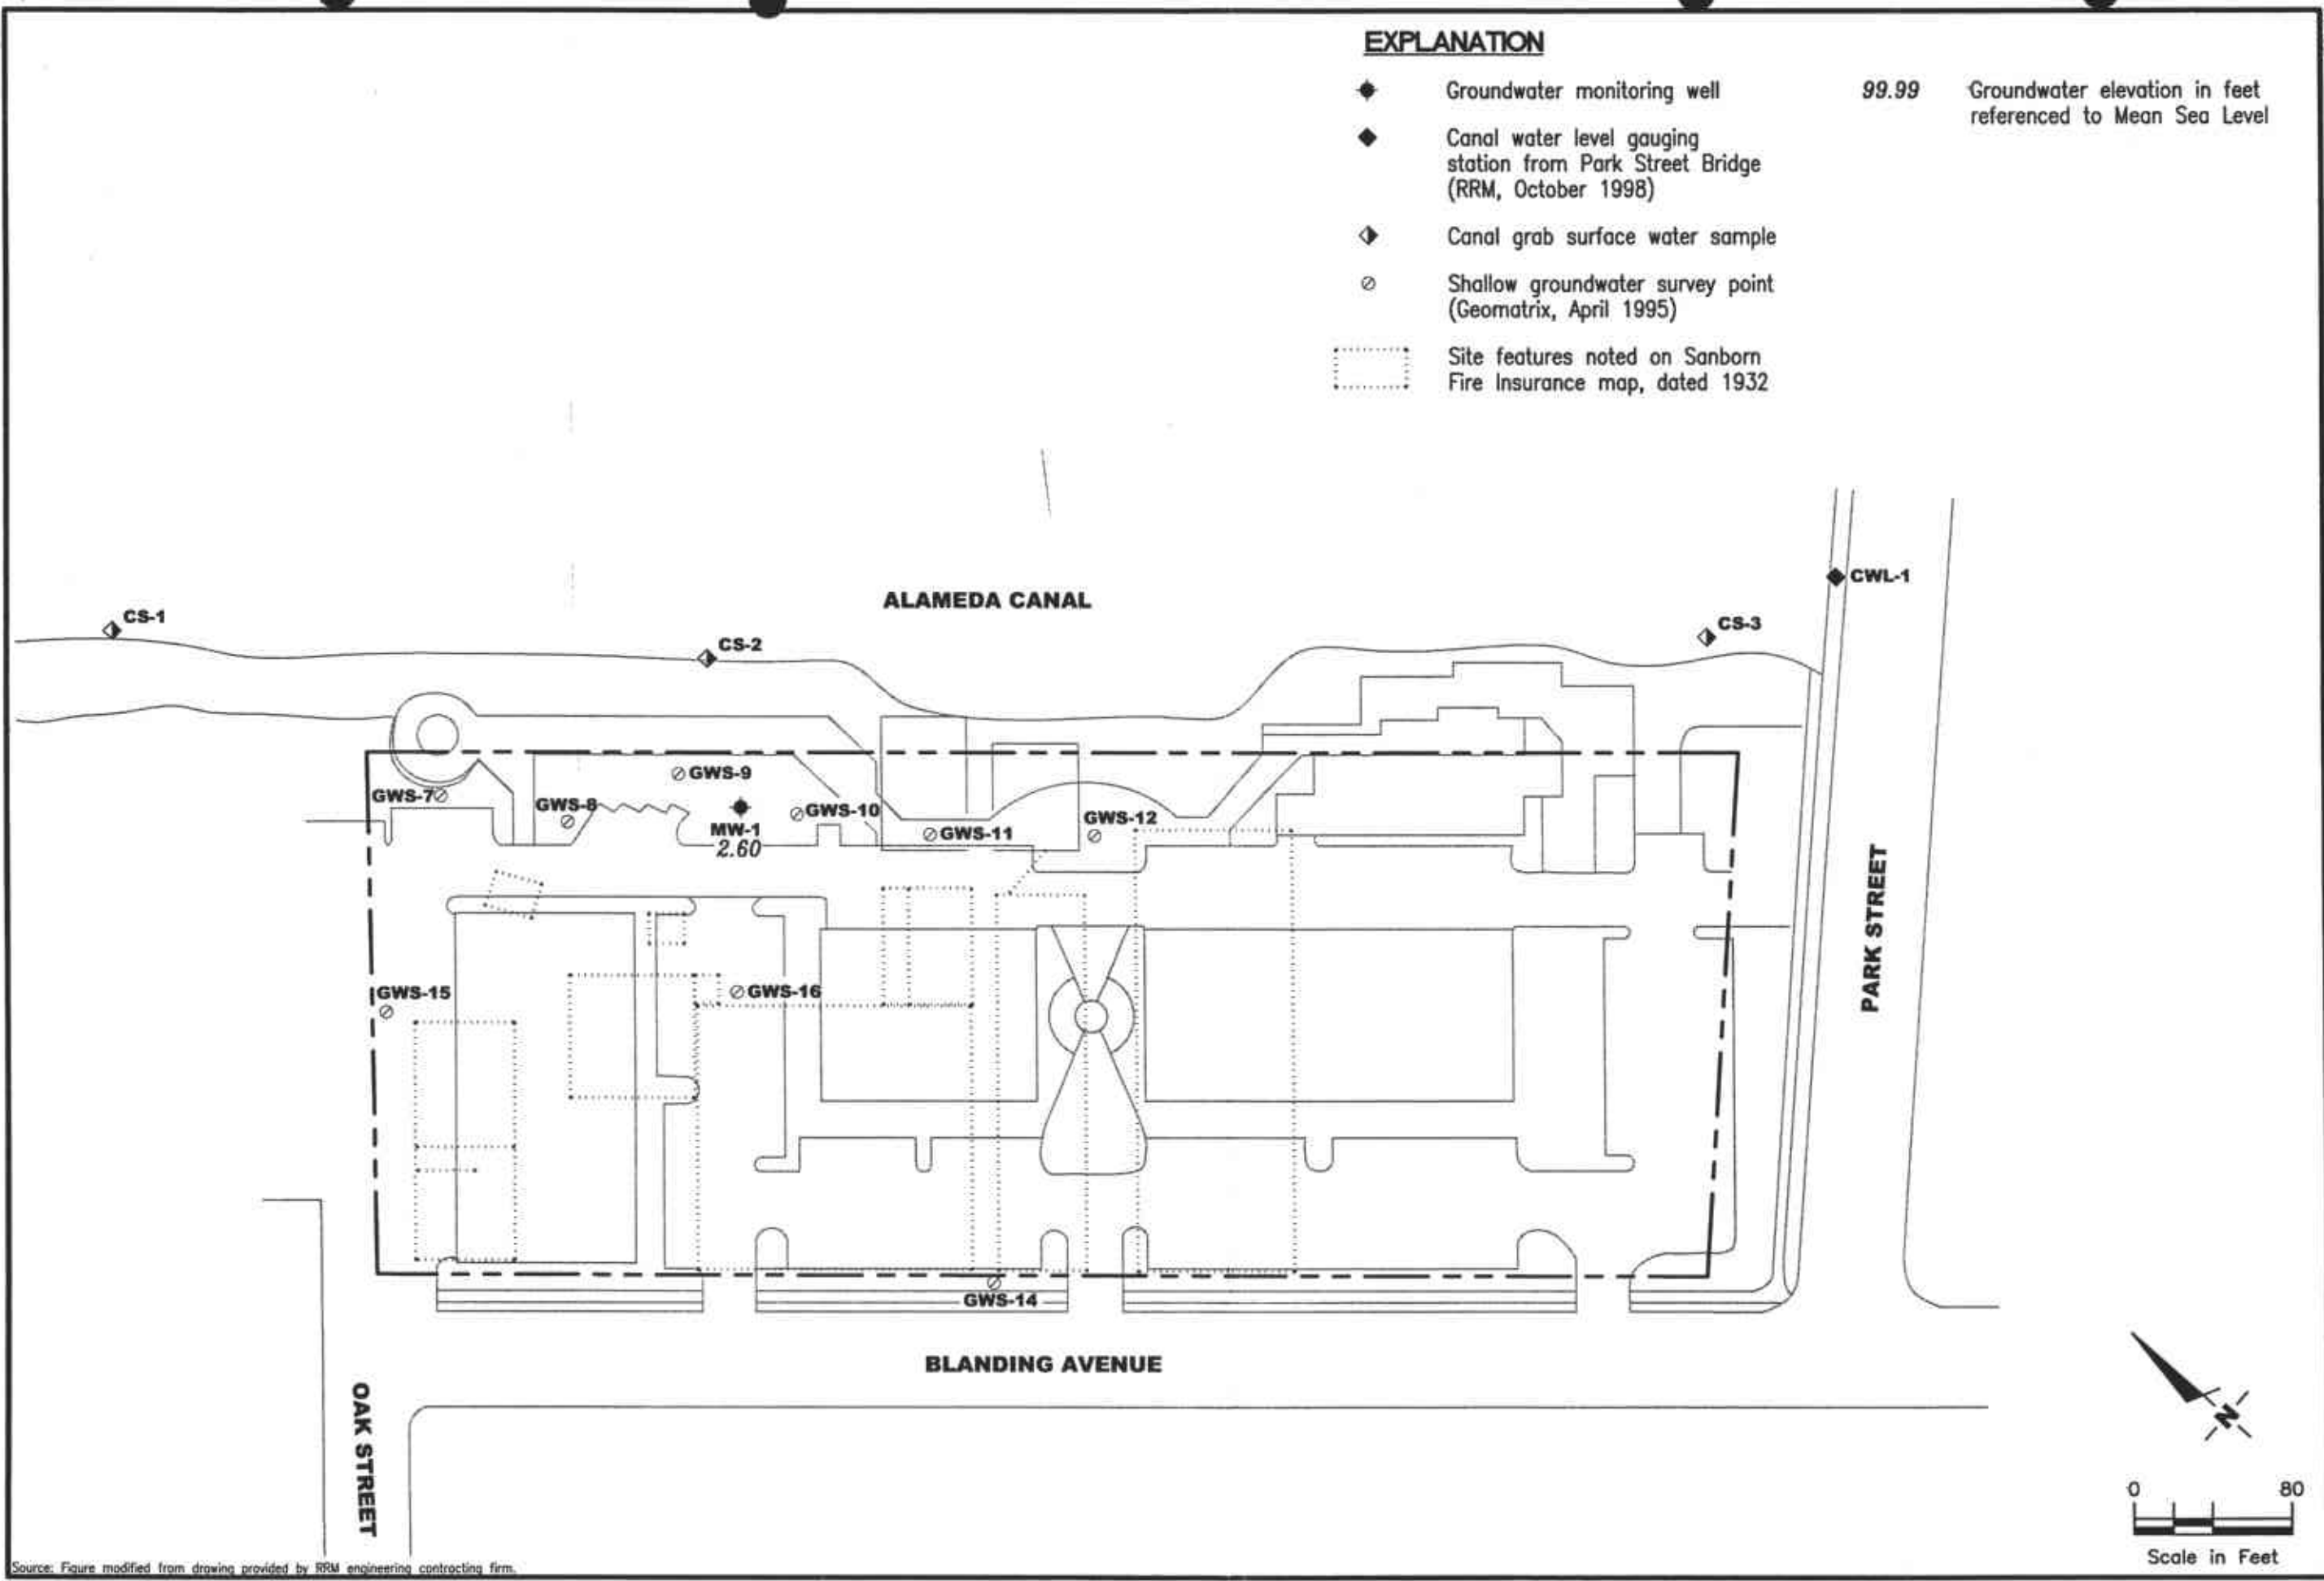 EXPLANATION
Groundwater monitoring well
99.99
Groundwater elevation in feet
referenced to Mean Sea Level
Canal water level gauging
station from Park Street Bridge
(RRM, October 1998)
Canal grab surface water sample
Shallow groundwater survey point
(Geomatrix, April 1995)
Site features noted on Sanborn
Fire Insurance map, dated 1932
ALAMEDA CANAL
CWL-1
CS-1
CS-2
CS-3
GWS-9
GWS-7
GWS-8
GWS-10
MW-1
2.60
GWS-11
GWS-12
PARK STREET
GWS-15
GWS-16
GWS-14
BLANDING AVENUE
OAK STREET
N
0 80
Scale in Feet
Source: Figure modified from drawing provided by RRM engineering contracting firm.